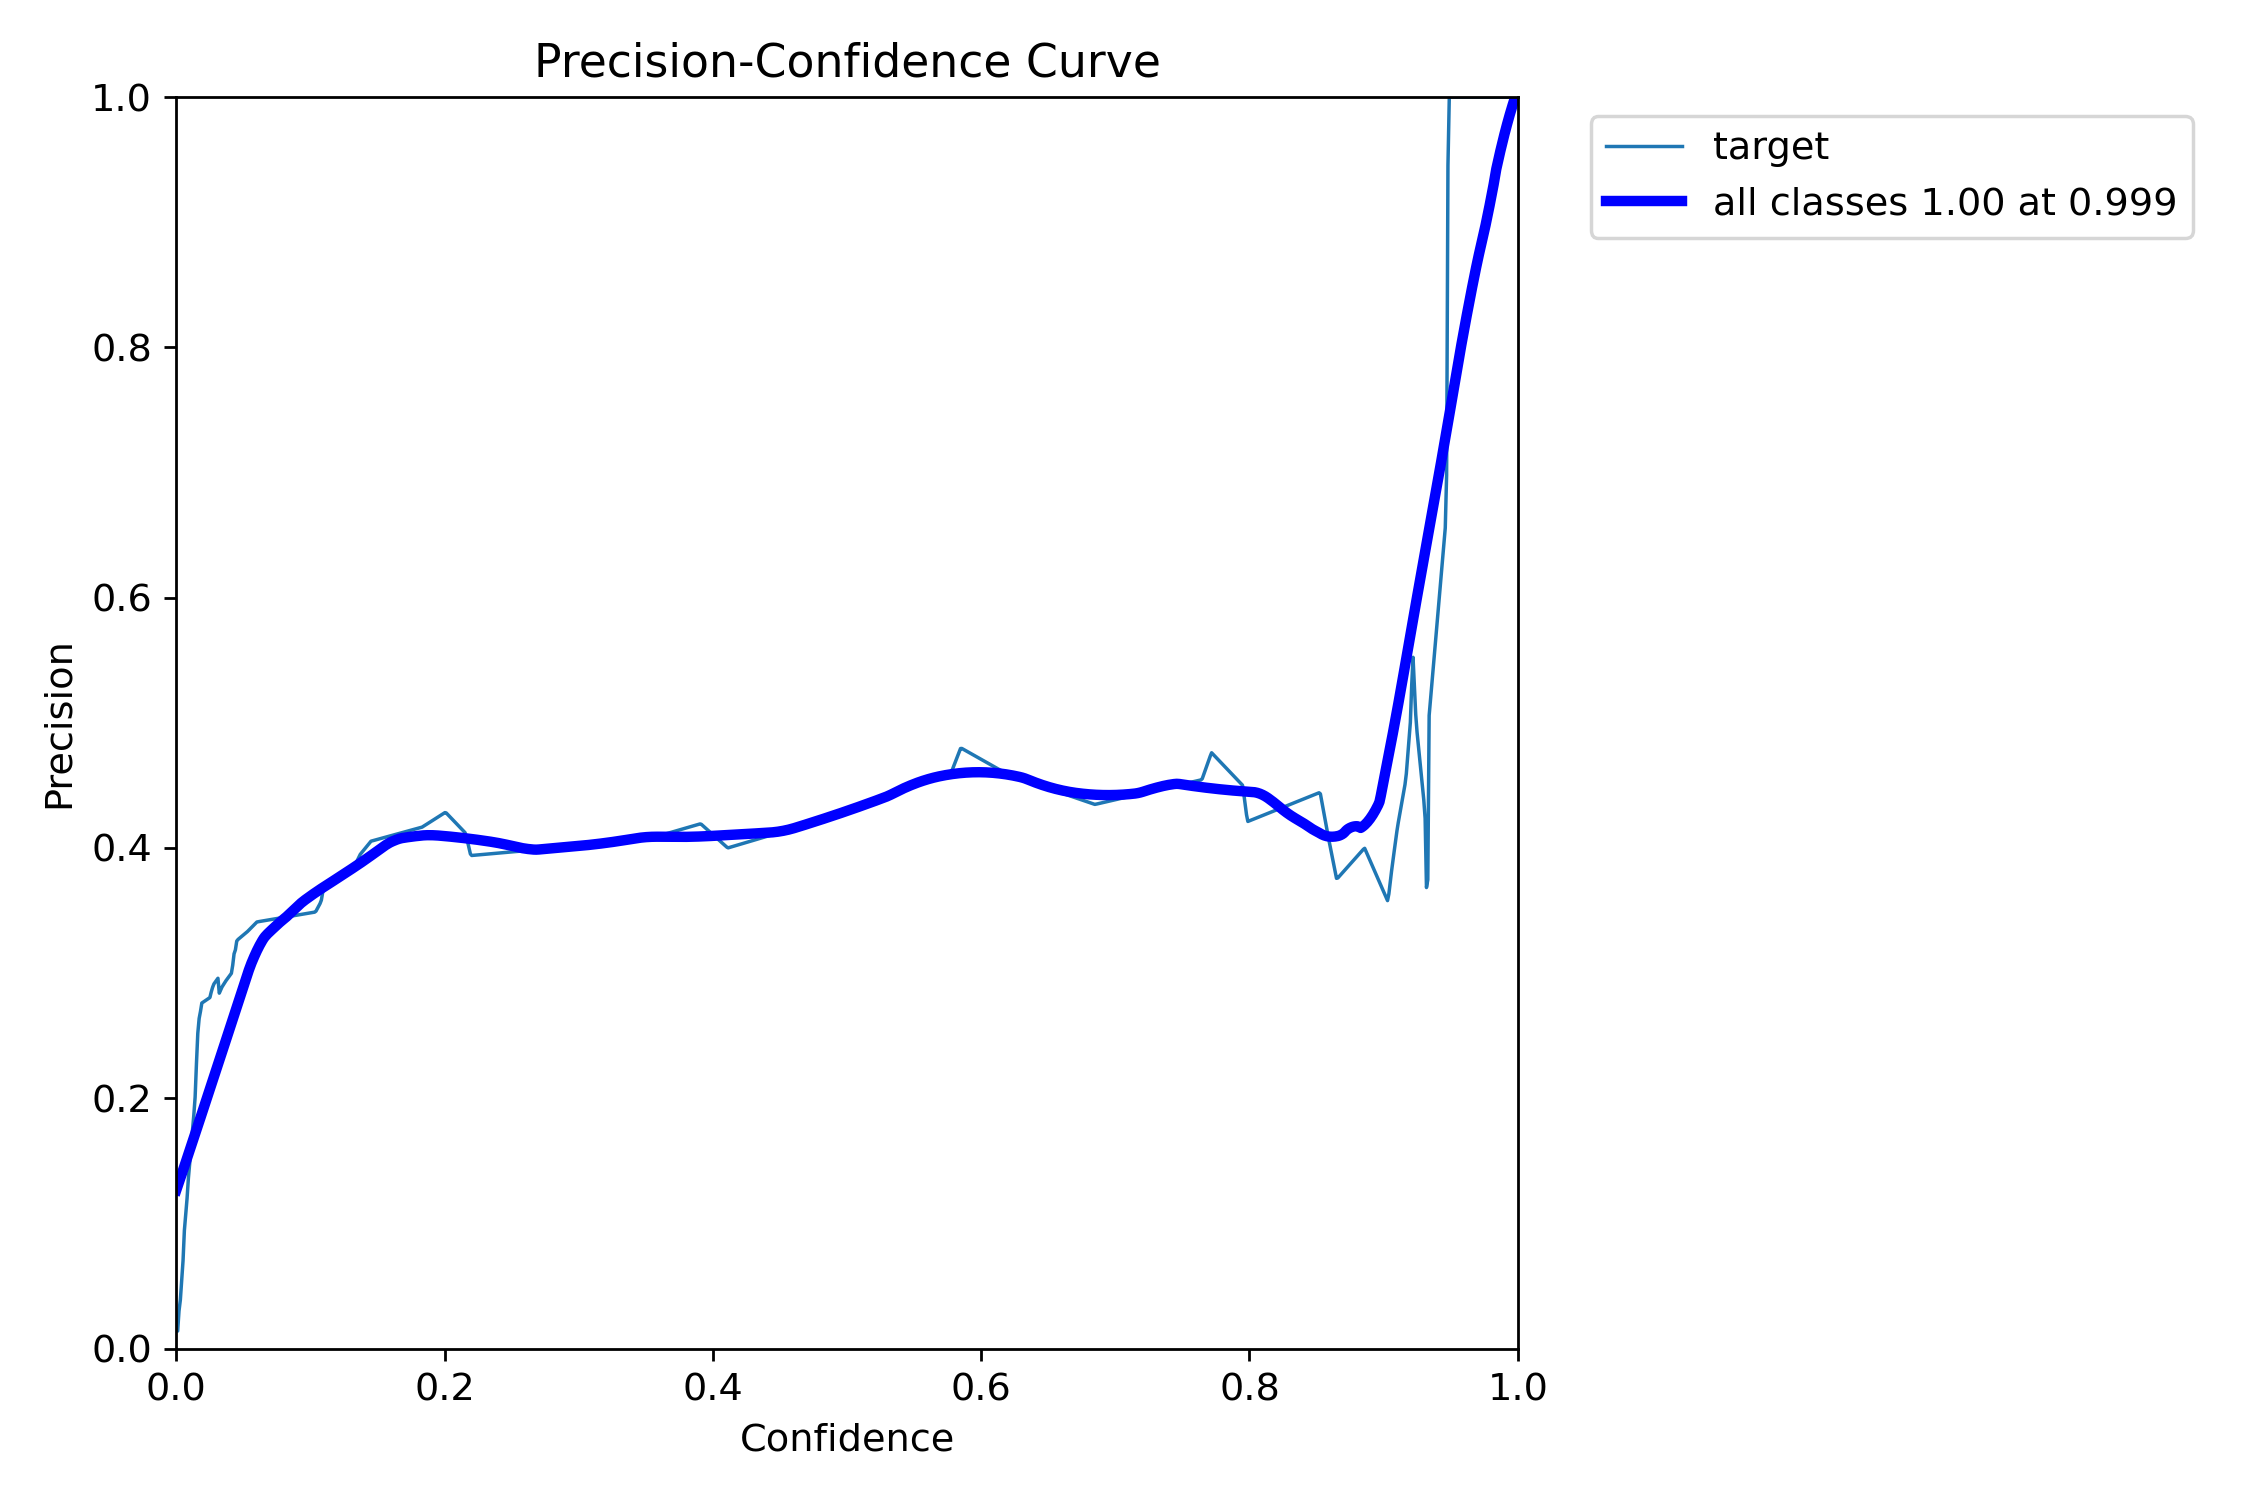 Precision-Confidence Curve
1.0
0.8
0.6
0.4
0.2
0.0
Precision
0.0 0.2 0.4 0.6 0.8 1.0
Confidence
target
all classes 1.00 at 0.999